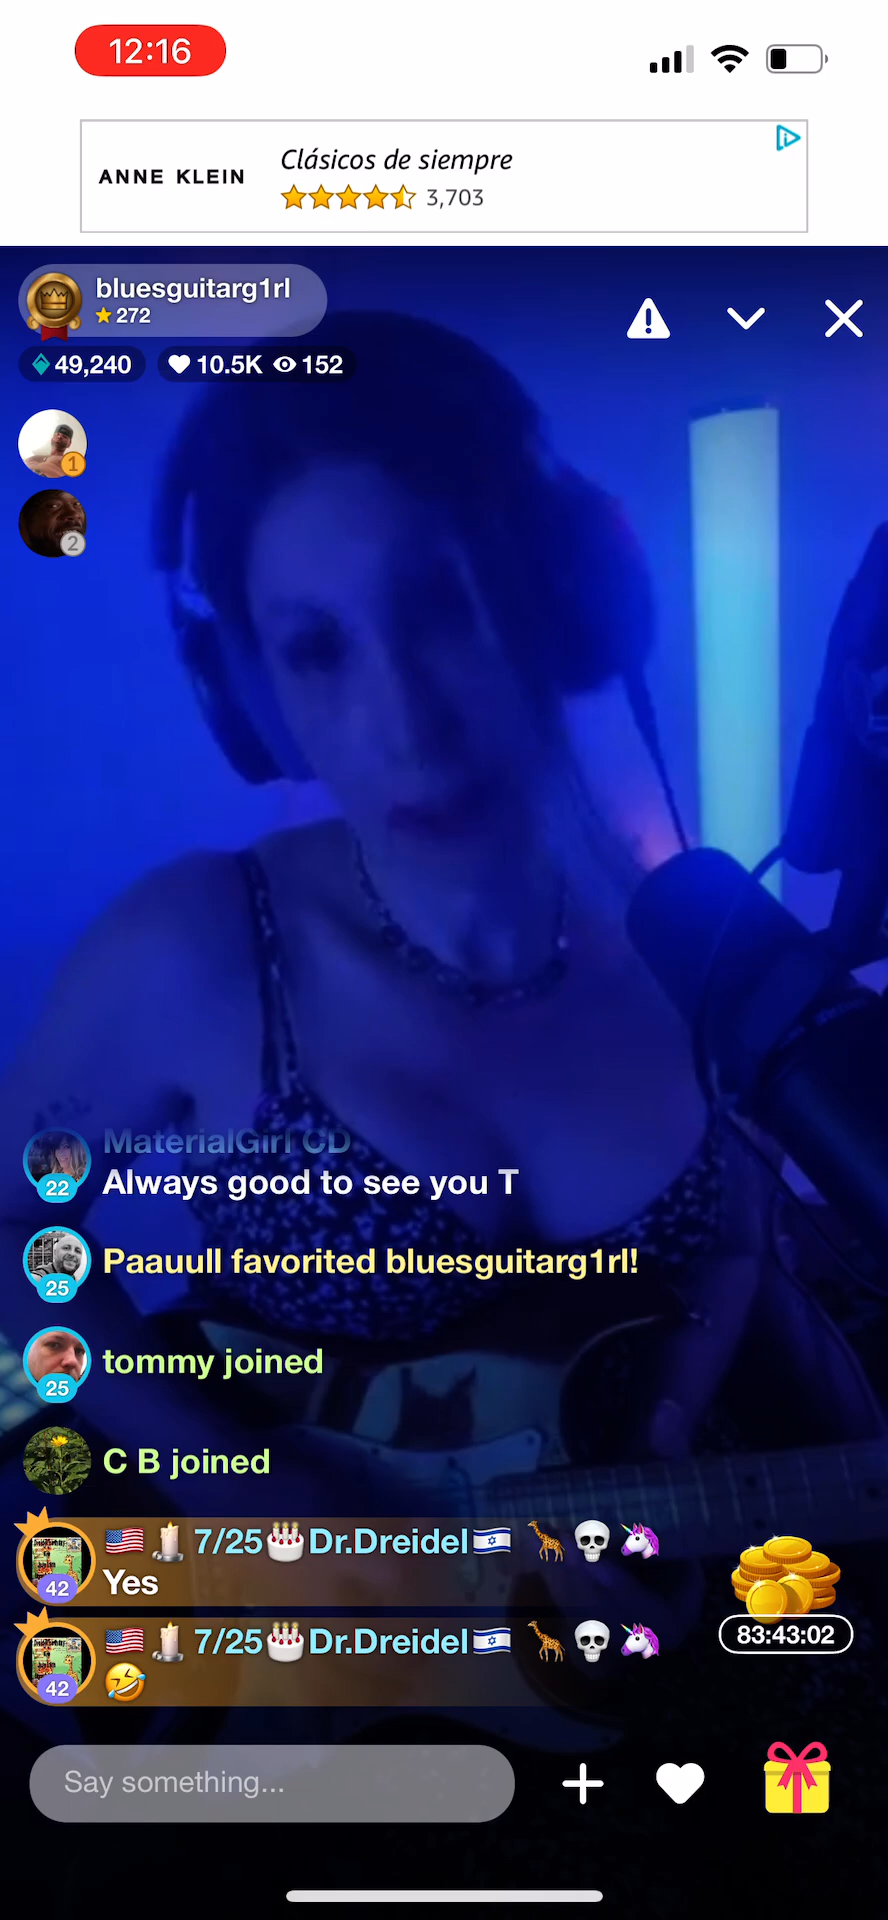 12:16
ANNE KLEIN
Clásicos de siempre
3,703
bluesguitarg1rl
272
49,240 10.5K 152
1
2
MaterialGirl CD
22 Always good to see you T
Paauull favorited bluesguitarg1rl!
25
tommy joined
25
C B joined
7/25 Dr.Dreidel
42 Yes
83:43:02
7/25 Dr.Dreidel
42
Say something...